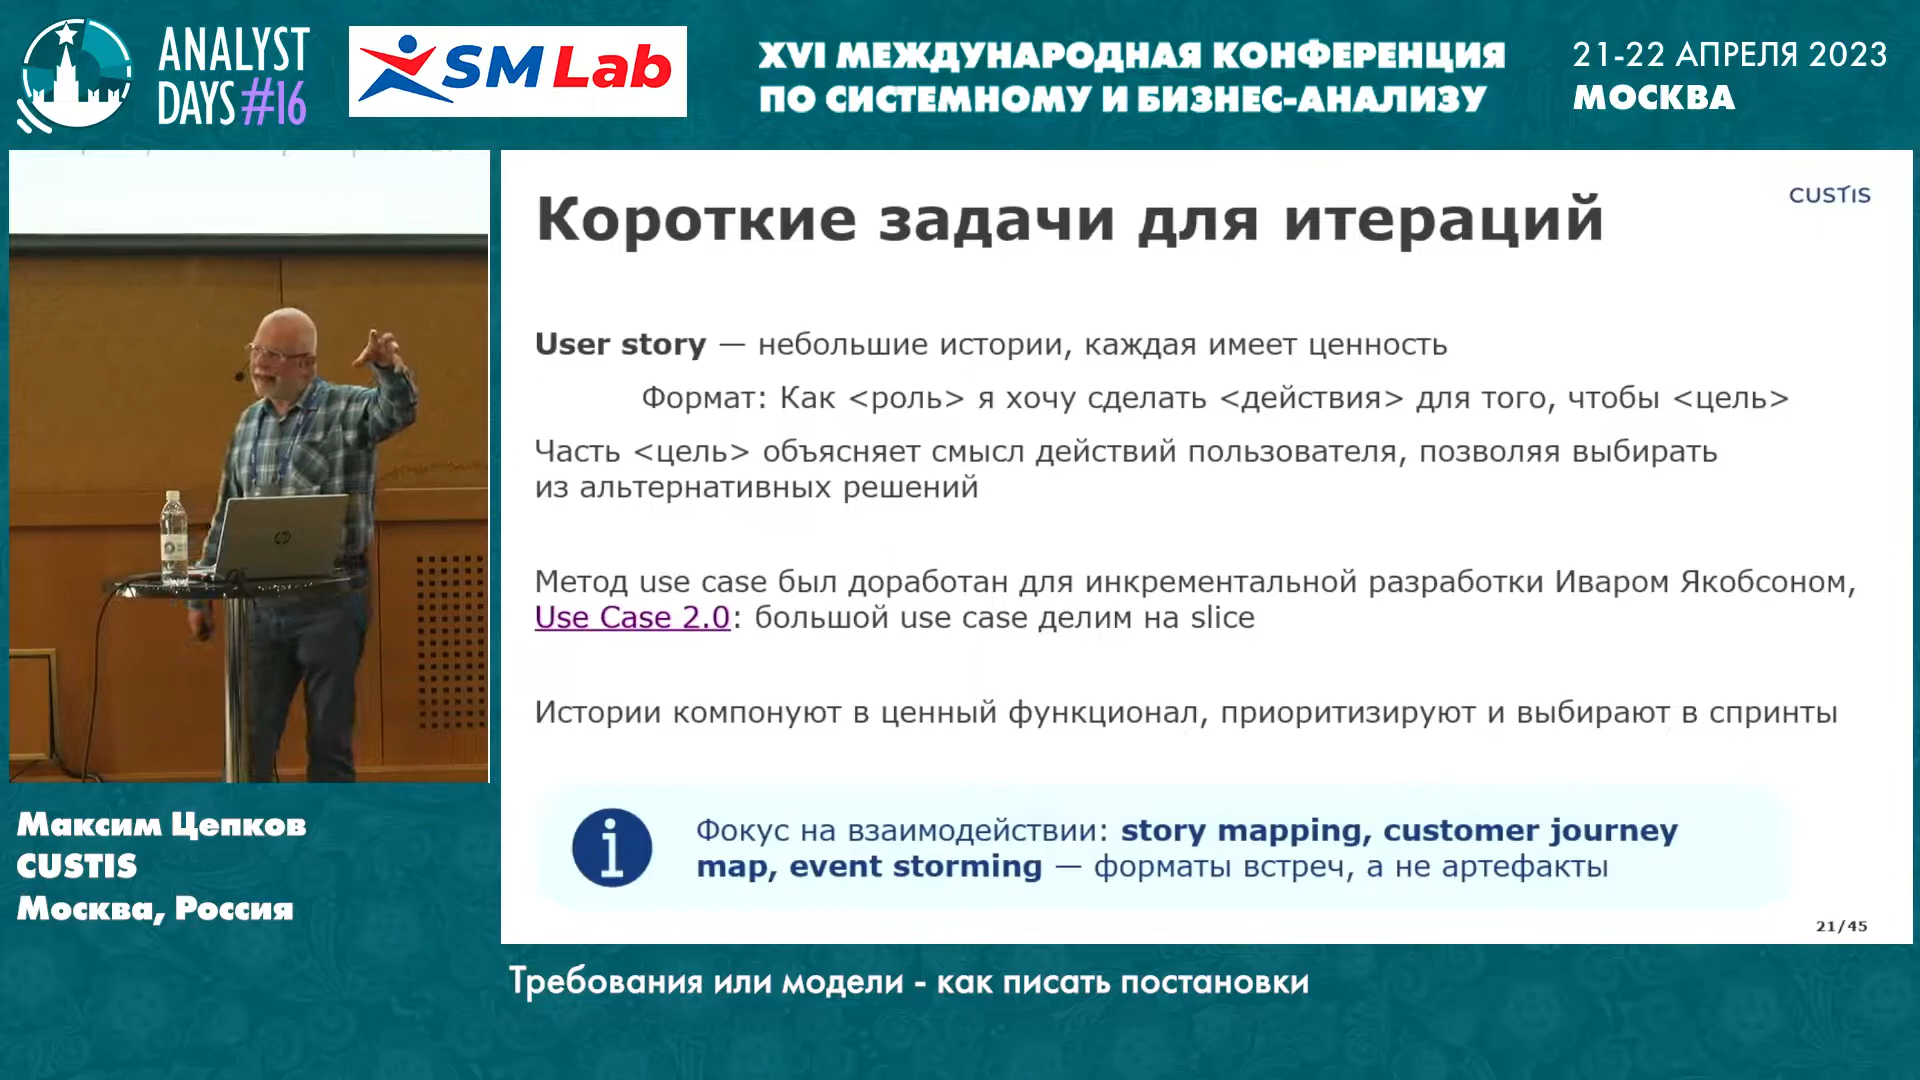 ANALYST
DAYS #16
SM Lab
XVI МЕЖДУНАРОДНАЯ КОНФЕРЕНЦИЯ
ПО СИСТЕМНОМУ И БИЗНЕС-АНАЛИЗУ
21-22 АПРЕЛЯ 2023
МОСКВА
CUSTIS
Короткие задачи для итераций
User story — небольшие истории, каждая имеет ценность
Формат: Как <роль> я хочу сделать <действия> для того, чтобы <цель>
Часть <цель> объясняет смысл действий пользователя, позволяя выбирать
из альтернативных решений
Метод use case был доработан для инкрементальной разработки Иваром Якобсоном,
Use Case 2.0: большой use case делим на slice
Истории компонуют в ценный функционал, приоритизируют и выбирают в спринты
i
Фокус на взаимодействии: story mapping, customer journey
map, event storming — форматы встреч, а не артефакты
21/45
hp
Максим Цепков
CUSTIS
Москва, Россия
Требования или модели - как писать постановки